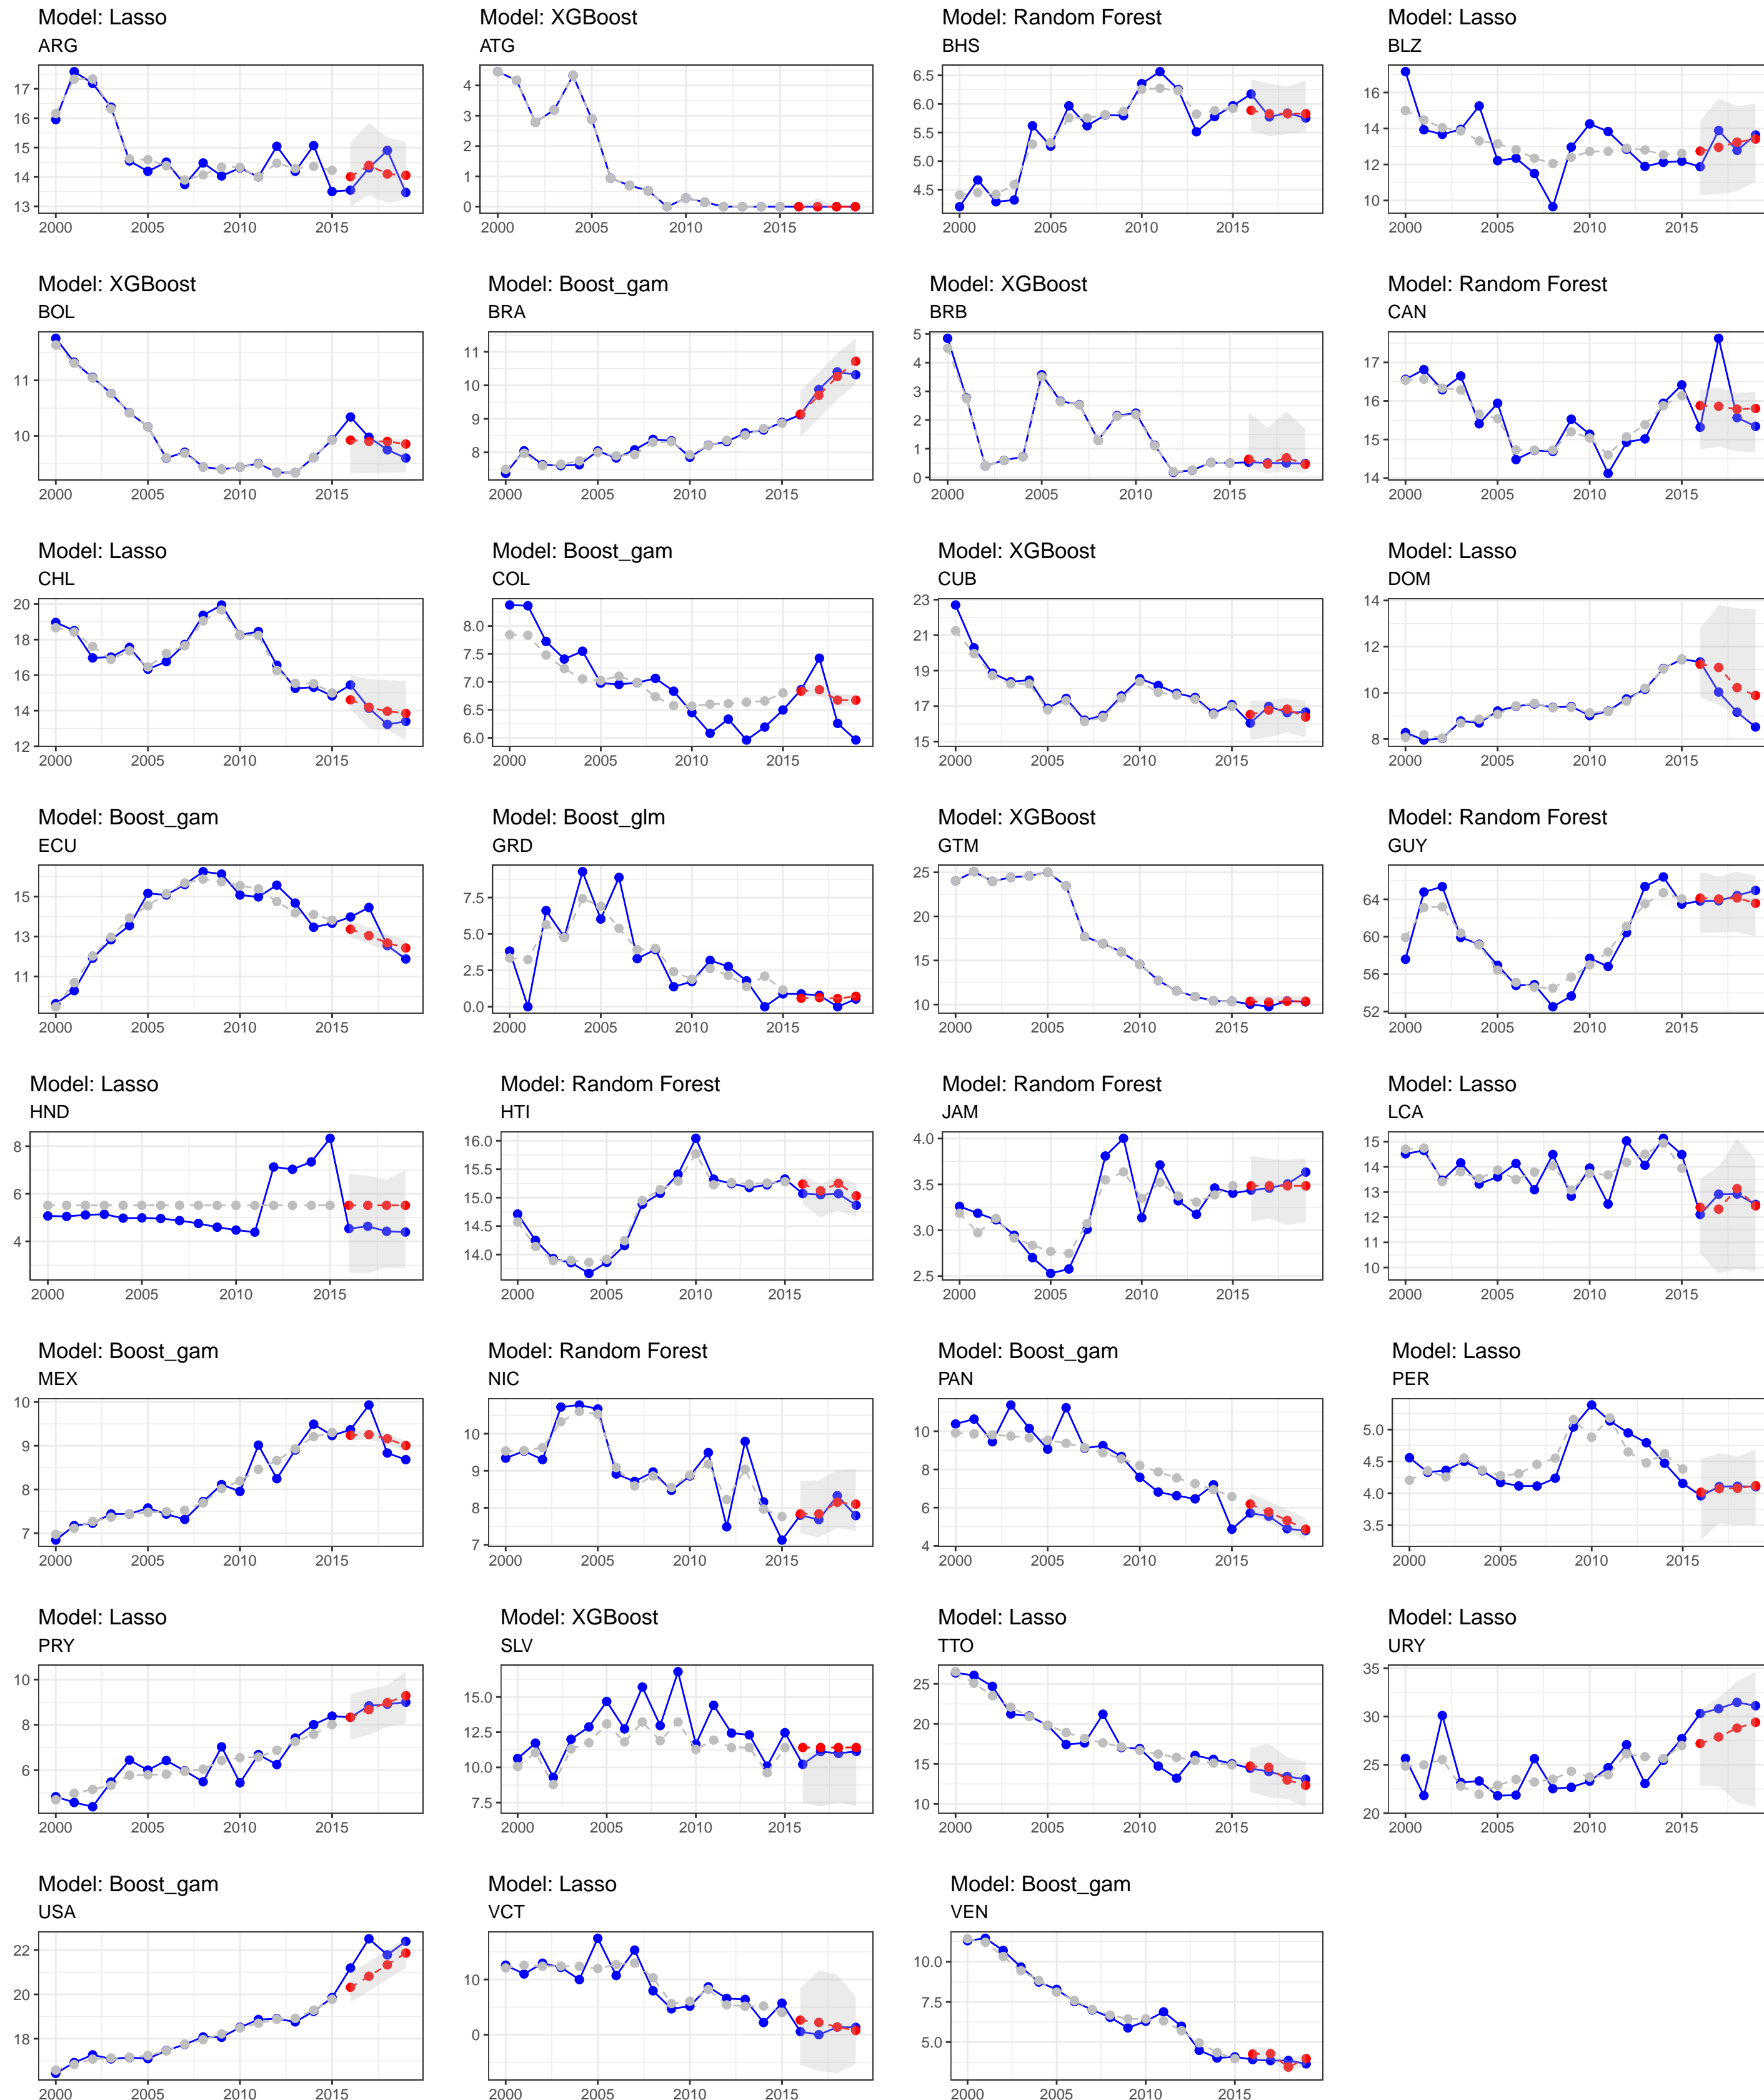 Model: Lasso
ARG
17
16
15
14
13
2000 2005 2010 2015
Model: XGBoost
ATG
4
3
2
1
0
2000 2005 2010 2015
Model: Random Forest
BHS
6.5
6.0
5.5
5.0
4.5
2000 2005 2010 2015
Model: Lasso
BLZ
16
14
12
10
2000 2005 2010 2015
Model: XGBoost
BOL
11
10
2000 2005 2010 2015
Model: Boost_gam
BRA
11
10
9
8
2000 2005 2010 2015
Model: XGBoost
BRB
5
4
3
2
1
0
2000 2005 2010 2015
Model: Random Forest
CAN
17
16
15
14
2000 2005 2010 2015
Model: Lasso
CHL
20
18
16
14
12
2000 2005 2010 2015
Model: Boost_gam
COL
8.0
7.5
7.0
6.5
6.0
2000 2005 2010 2015
Model: XGBoost
CUB
23
21
19
17
15
2000 2005 2010 2015
Model: Lasso
DOM
14
12
10
8
2000 2005 2010 2015
Model: Boost_gam
ECU
15
13
11
2000 2005 2010 2015
Model: Boost_glm
GRD
7.5
5.0
2.5
0.0
2000 2005 2010 2015
Model: XGBoost
GTM
25
20
15
10
2000 2005 2010 2015
Model: Random Forest
GUY
64
60
56
52
2000 2005 2010 2015
Model: Lasso
HND
8
6
4
2000 2005 2010 2015
Model: Random Forest
HTI
16.0
15.5
15.0
14.5
14.0
2000 2005 2010 2015
Model: Random Forest
JAM
4.0
3.5
3.0
2.5
2000 2005 2010 2015
Model: Lasso
LCA
15
14
13
12
11
10
2000 2005 2010 2015
Model: Boost_gam
MEX
10
9
8
7
2000 2005 2010 2015
Model: Random Forest
NIC
10
9
8
7
2000 2005 2010 2015
Model: Boost_gam
PAN
10
8
6
4
2000 2005 2010 2015
Model: Lasso
PER
5.0
4.5
4.0
3.5
2000 2005 2010 2015
Model: Lasso
PRY
10
8
6
2000 2005 2010 2015
Model: XGBoost
SLV
15.0
12.5
10.0
7.5
2000 2005 2010 2015
Model: Lasso
TTO
25
20
15
10
2000 2005 2010 2015
Model: Lasso
URY
35
30
25
20
2000 2005 2010 2015
Model: Boost_gam
USA
22
20
18
2000 2005 2010 2015
Model: Lasso
VCT
10
0
2000 2005 2010 2015
Model: Boost_gam
VEN
10.0
7.5
5.0
2000 2005 2010 2015